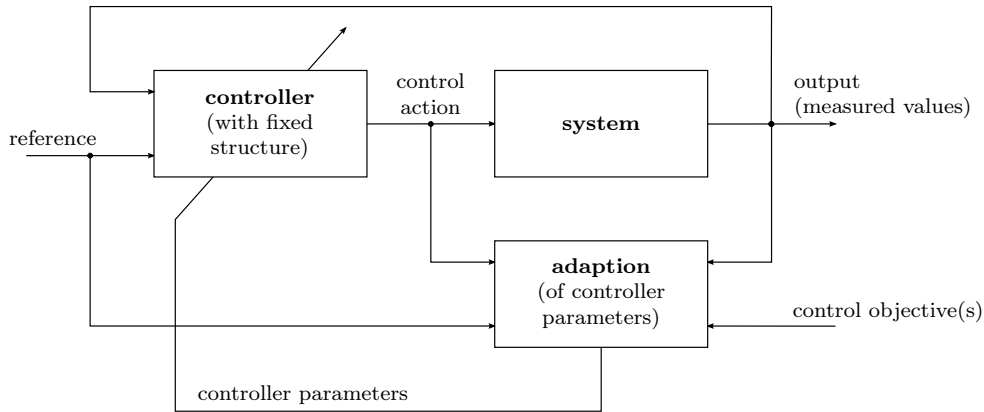 control
action
output
(measured values)
controller
(with fixed
structure)
system
reference
adaption
(of controller
parameters)
control objective(s)
controller parameters